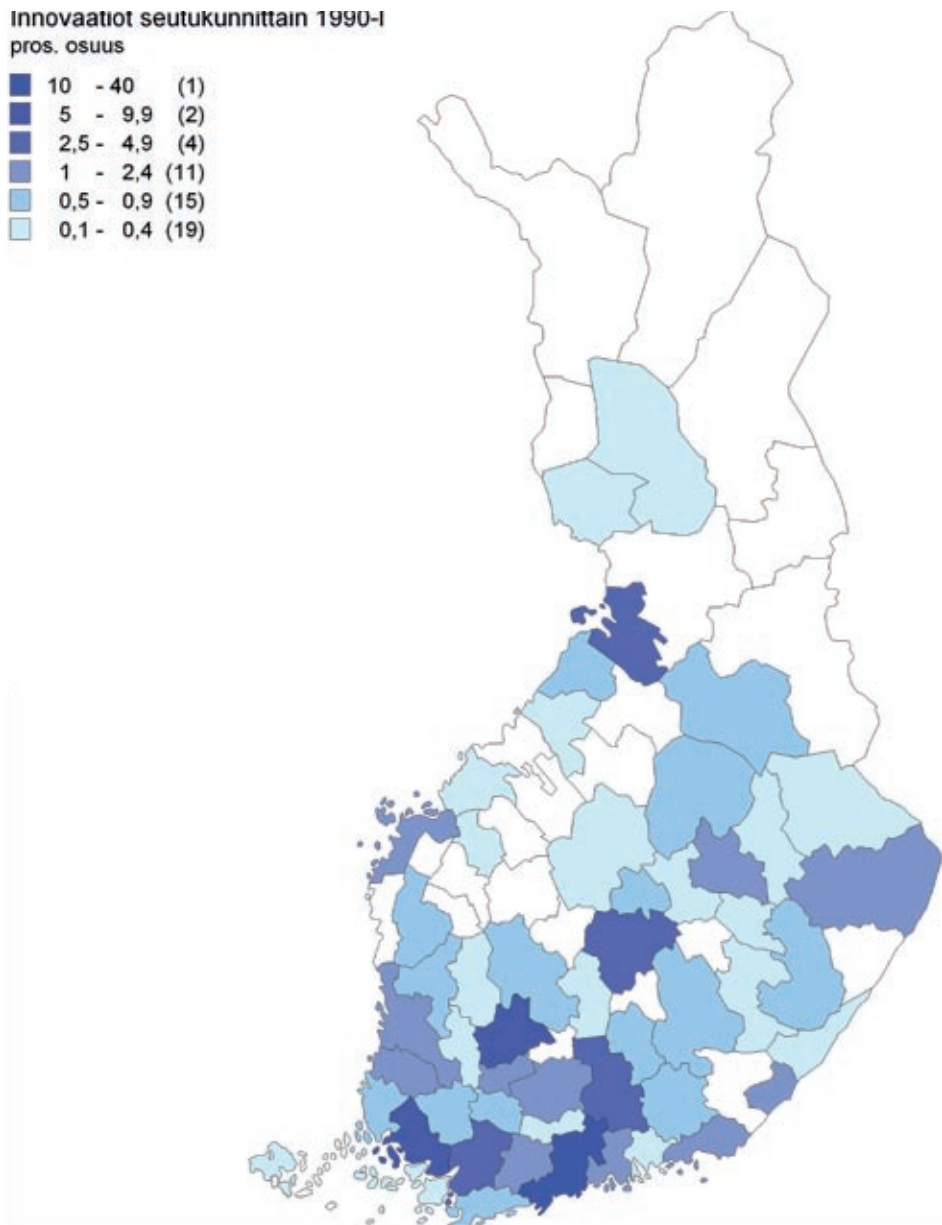 Innovaatiot seutukunnittain 1990-l
pros. osuus
10 - 40 (1)
5 - 9,9 (2)
2,5 - 4,9 (4)
1 - 2,4 (11)
0,5 - 0,9 (15)
0,1 - 0,4 (19)